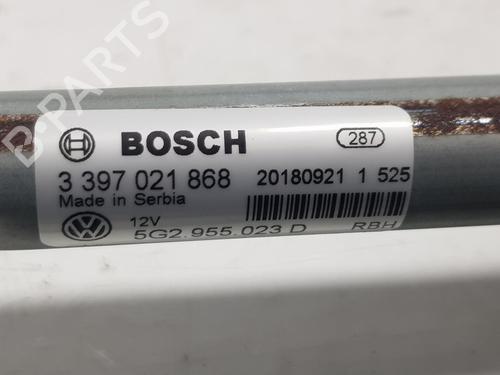 BOSCH
287
3 397 021 868
20180921 1 525
Made in Serbia
12V
5G2.955.023 D
RBH
D-PARTS